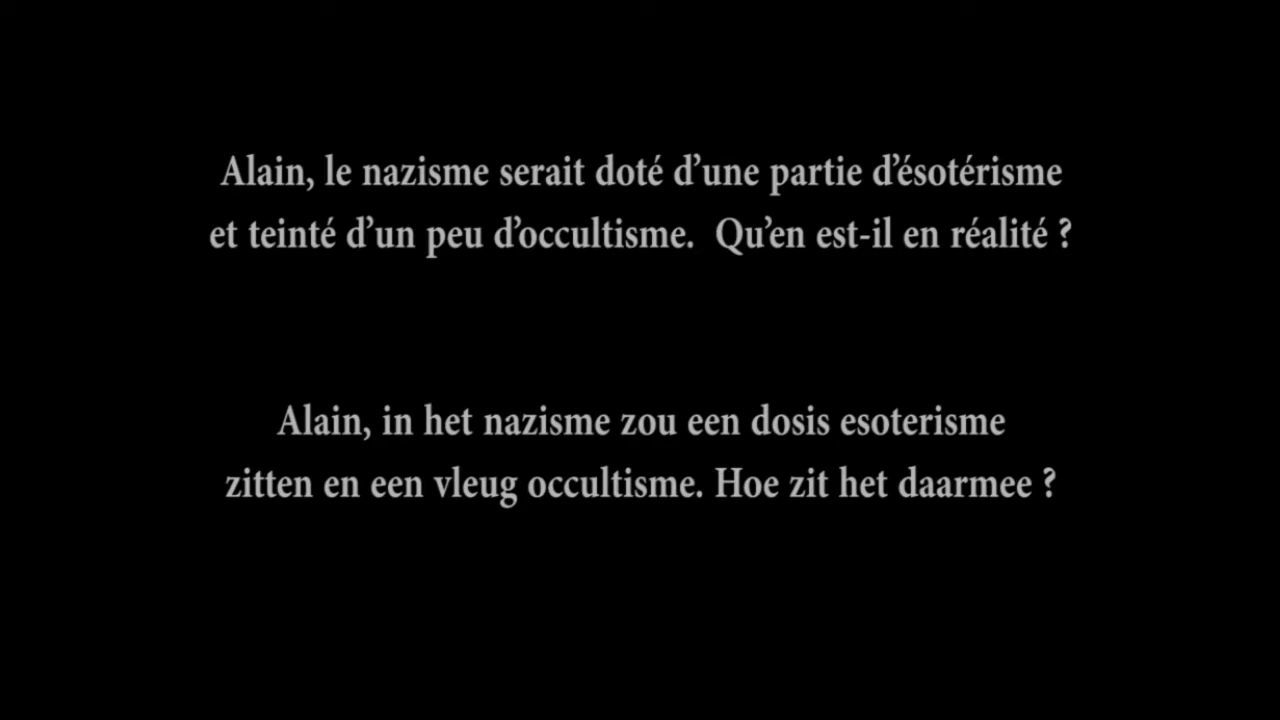 Alain, le nazisme serait doté d’une partie d’ésotérisme
et teinté d’un peu d’occultisme.  Qu’en est-il en réalité ?
Alain, in het nazisme zou een dosis esoterisme
zitten en een vleug occultisme. Hoe zit het daarmee ?